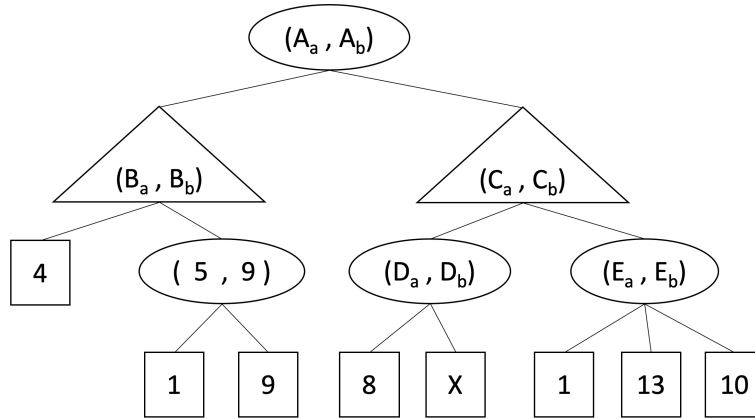 (Aa , Ab)
(Ba , Bb)
(Ca , Cb)
4
( 5 , 9 )
(Da , Db)
(Ea , Eb)
1
9
8
X
1
13
10